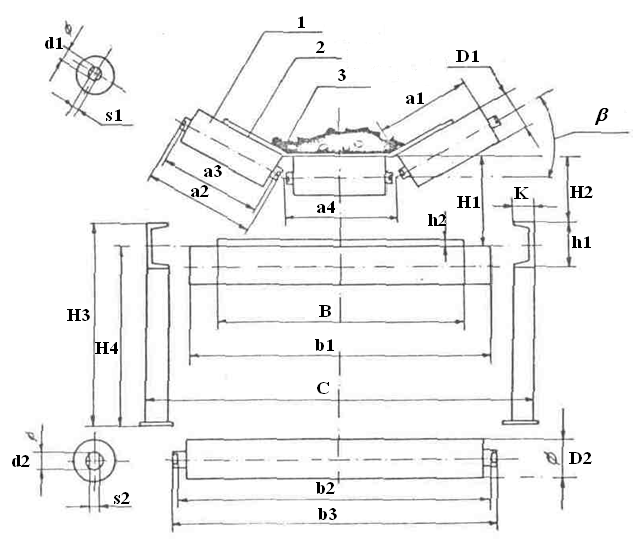 ø
1
d1
2
D1
3
a1
s1
β
a3
a2
a4
H1
H2
K
h2
h1
H3
H4
B
b1
C
ø
d2
ø
D2
s2
b2
b3